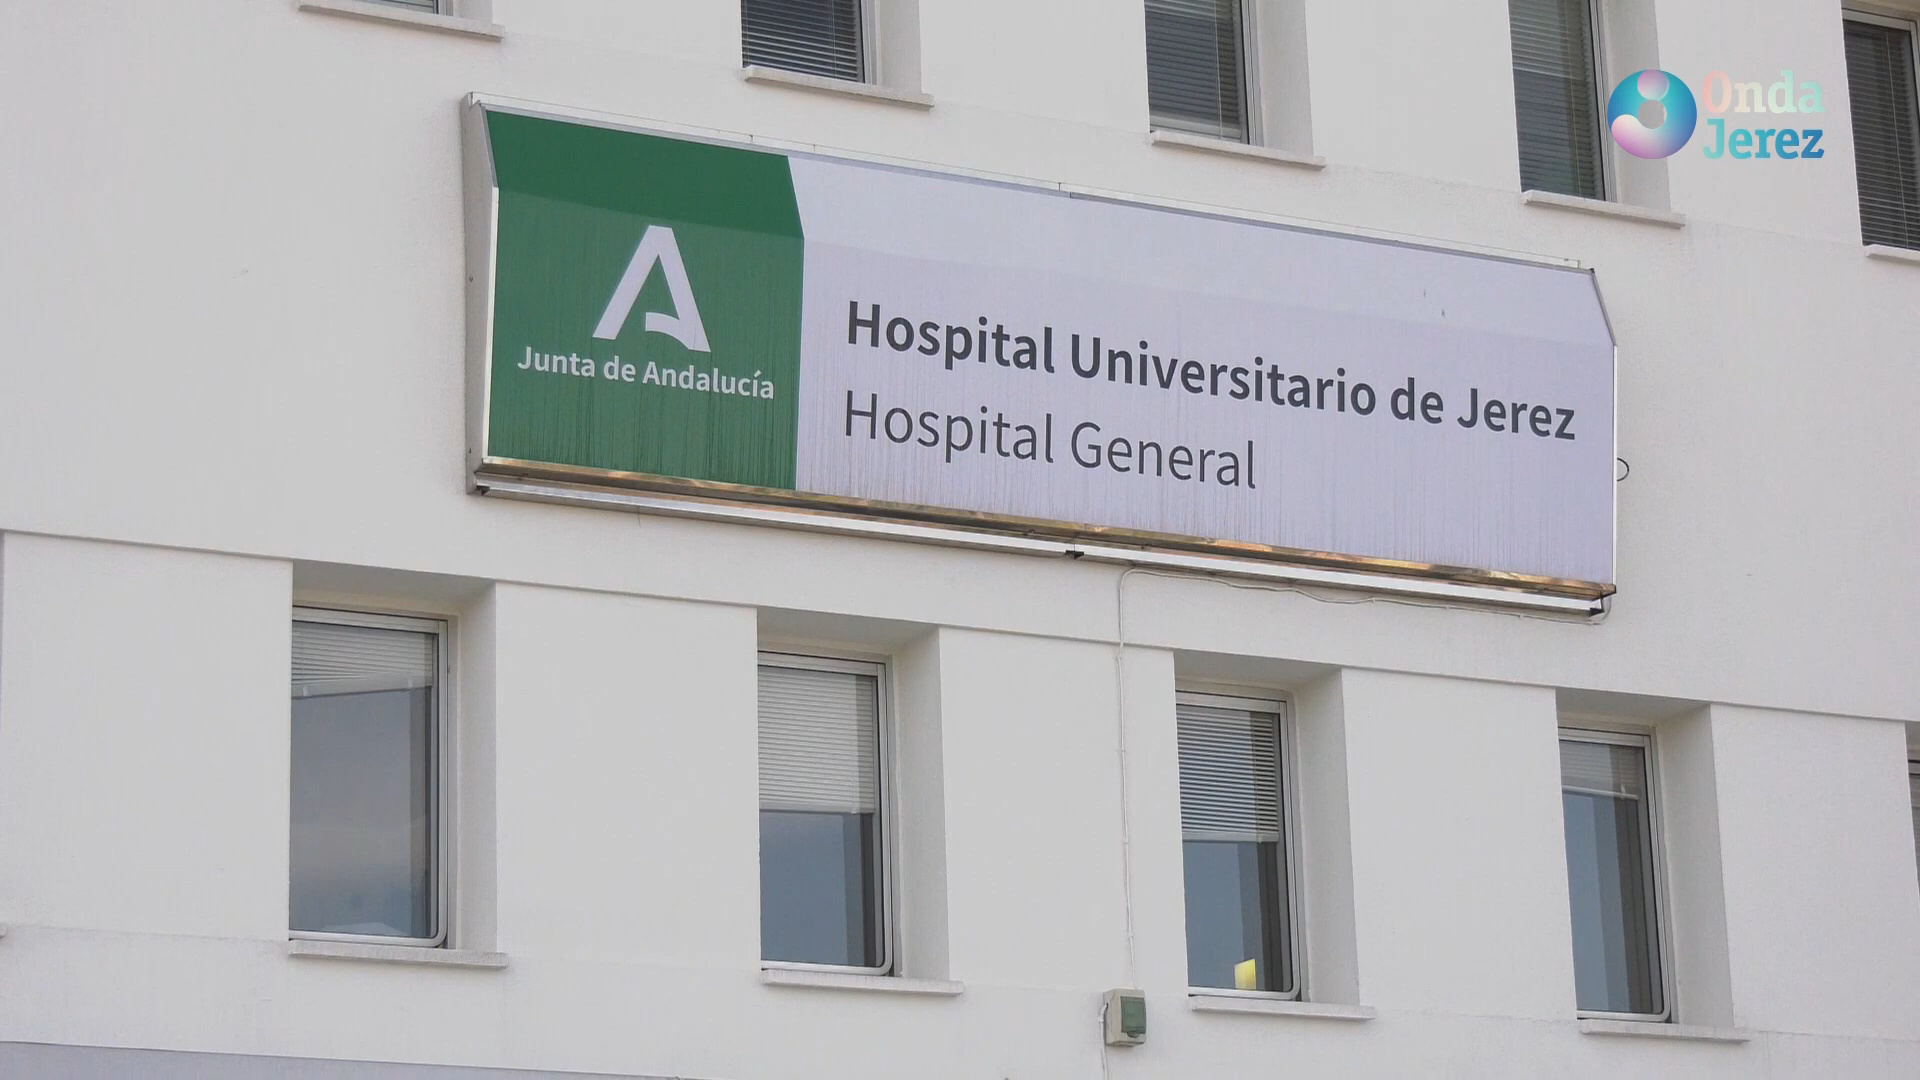 Onda
Jerez
Junta de Andalucía
Hospital Universitario de Jerez
Hospital General